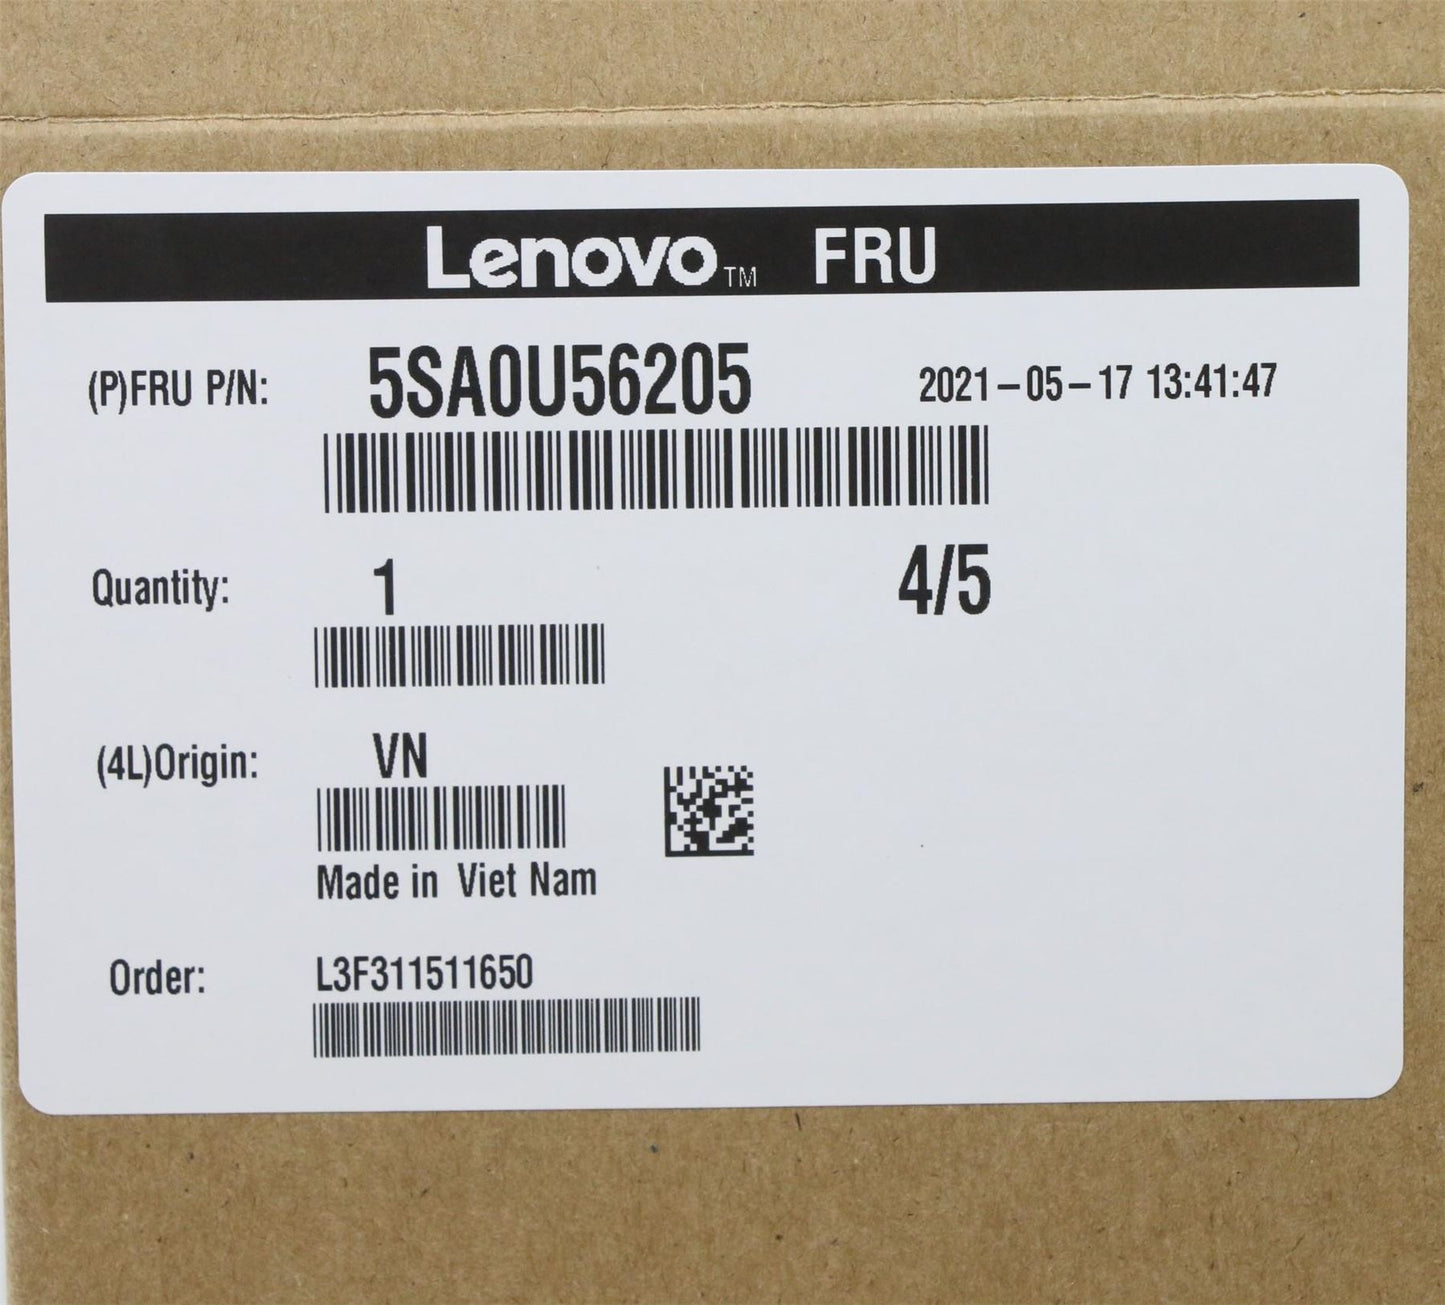 Lenovo™ FRU
(P)FRU P/N: 5SA0U56205 2021-05-17 13:41:47
Quantity: 1 4/5
(4L)Origin: VN
Made in Viet Nam
Order: L3F311511650